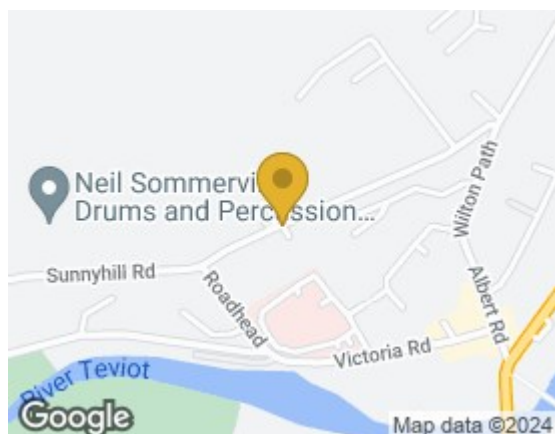 Neil Sommervi
Drums and Percussion...
Wilton Path
Sunnyhill Rd
Roadhead
Albert Rd
Victoria Rd
River Teviot
Google
Map data ©2024